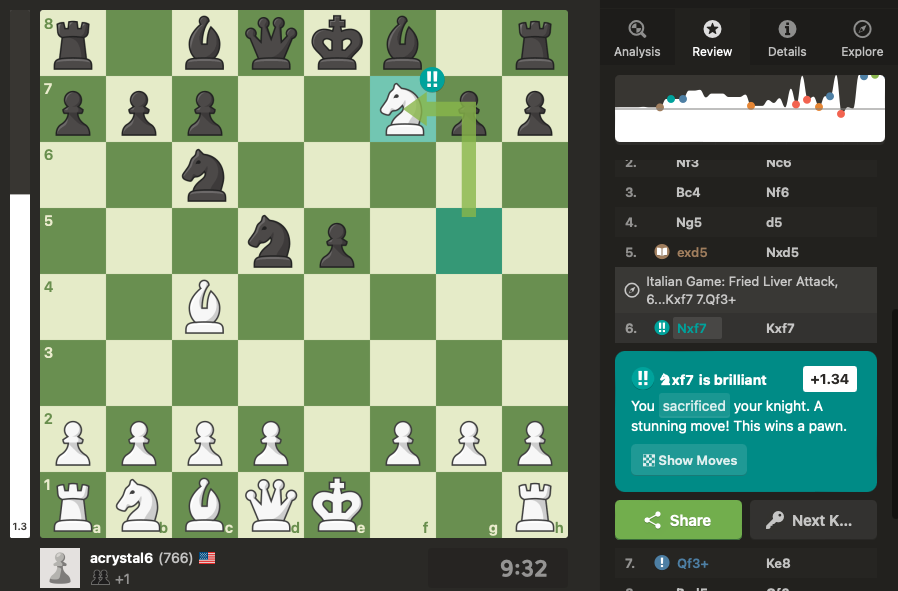 8
7
6
5
4
3
2
1
a
b
c
d
e
f
g
h
!!
1.3
acrystal6 (766)
+1
9:32
Analysis
Review
Details
Explore
2. Nf3 Nc6
3. Bc4 Nf6
4. Ng5 d5
5. exd5 Nxd5
Italian Game: Fried Liver Attack,
6...Kxf7 7.Qf3+
6. !! Nxf7 Kxf7
!! xf7 is brilliant +1.34
You sacrificed your knight. A
stunning move! This wins a pawn.
Show Moves
Share
Next K...
7. ! Qf3+ Ke8